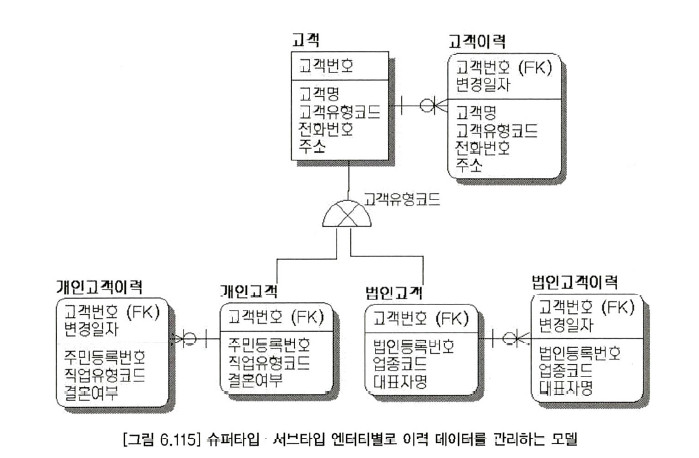 고객
고객번호
고객명
고객유형코드
전화번호
주소
고객이력
고객번호 (FK)
변경일자
고객명
고객유형코드
전화번호
주소
고객유형코드
개인고객이력
고객번호 (FK)
변경일자
주민등록번호
직업유형코드
결혼여부
개인고객
고객번호 (FK)
주민등록번호
직업유형코드
결혼여부
법인고객
고객번호 (FK)
법인등록번호
업종코드
대표자명
법인고객이력
고객번호 (FK)
변경일자
법인등록번호
업종코드
대표자명
[그림 6.115] 슈퍼타입 · 서브타입 엔터티별로 이력 데이터를 관리하는 모델